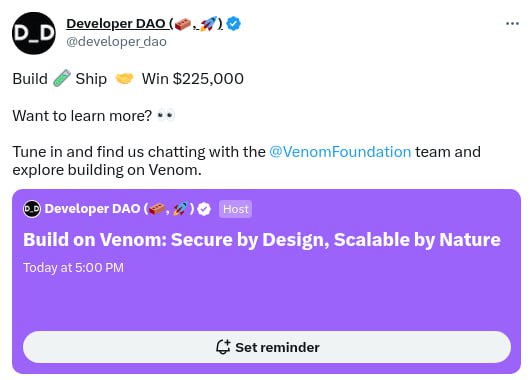 D_D
Developer DAO (🧱, 🚀)
@developer_dao
Build 🧪 Ship 🤝 Win $225,000
Want to learn more? 👀
Tune in and find us chatting with the @VenomFoundation team and
explore building on Venom.
D_D Developer DAO (🧱, 🚀) Host
Build on Venom: Secure by Design, Scalable by Nature
Today at 5:00 PM
Set reminder